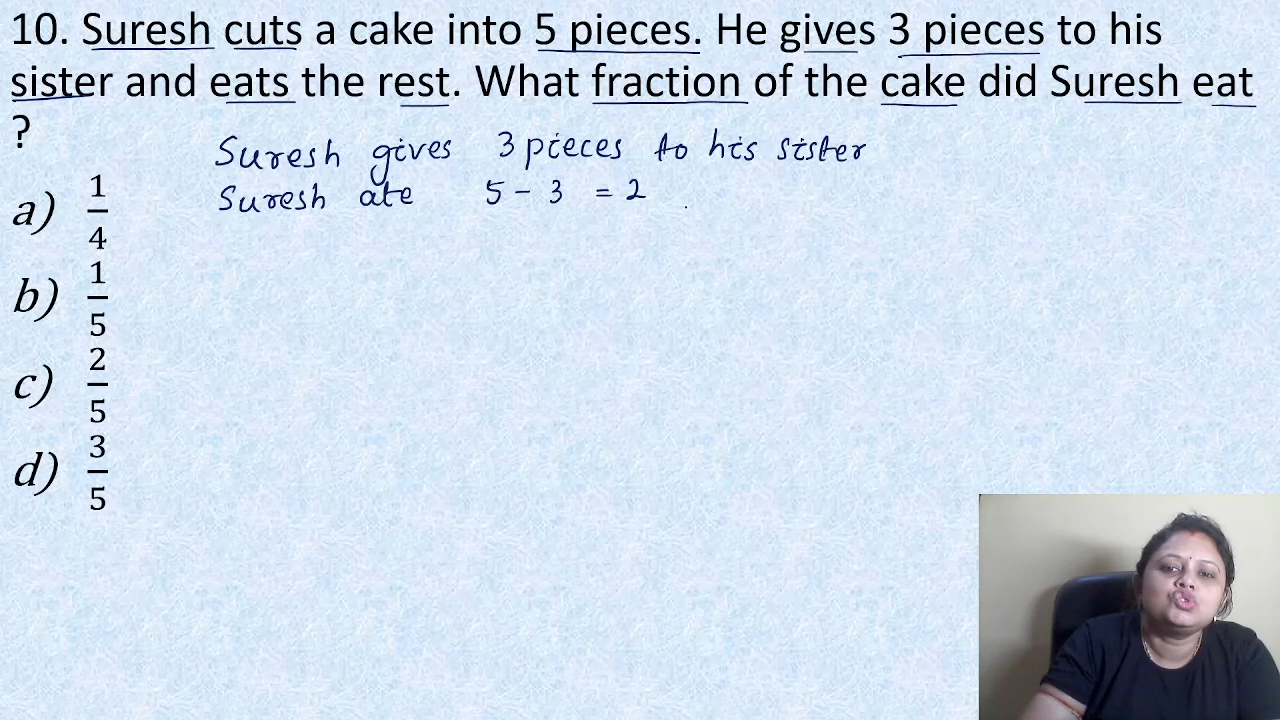 10. Suresh cuts a cake into 5 pieces. He gives 3 pieces to his
sister and eats the rest. What fraction of the cake did Suresh eat
?
Suresh gives 3 pieces to his sister
Suresh ate 5 - 3 = 2
a) 1/4
b) 1/5
c) 2/5
d) 3/5